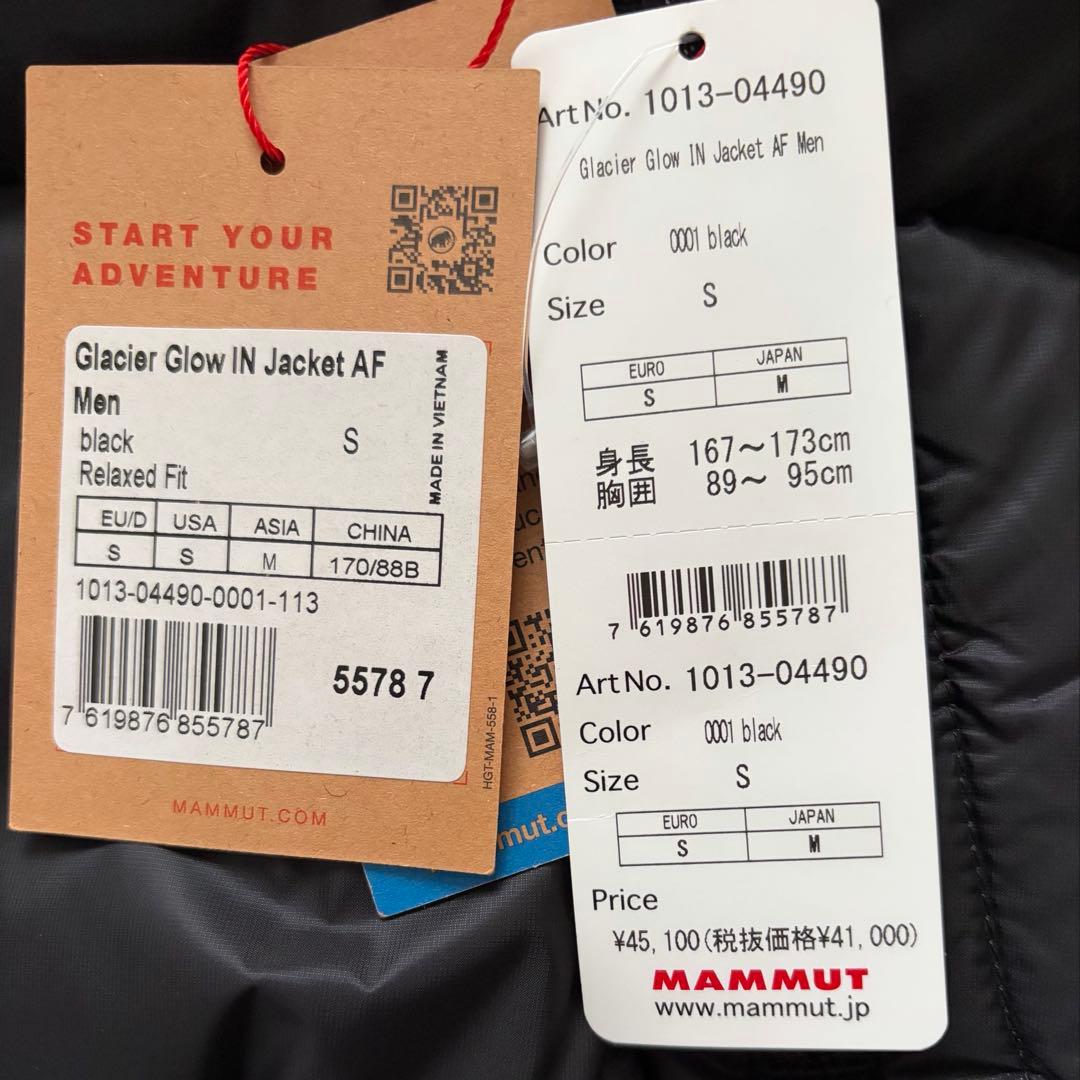 START YOUR
ADVENTURE
Glacier Glow IN Jacket AF
Men
black S
Relaxed Fit
MADE IN VIETNAM
EU/D USA ASIA CHINA
S S M 170/88B
1013-04490-0001-113
5578 7
7 619876 855787
HGT-MAM-558-1
MAMMUT.COM
Art No. 1013-04490
Glacier Glow IN Jacket AF Men
Color 0001 black
Size S
EURO JAPAN
S M
身長 167～173cm
胸囲 89～ 95cm
7 619876 855787
Art No. 1013-04490
Color 0001 black
Size S
EURO JAPAN
S M
Price
¥45,100(税抜価格¥41,000)
MAMMUT
www.mammut.jp